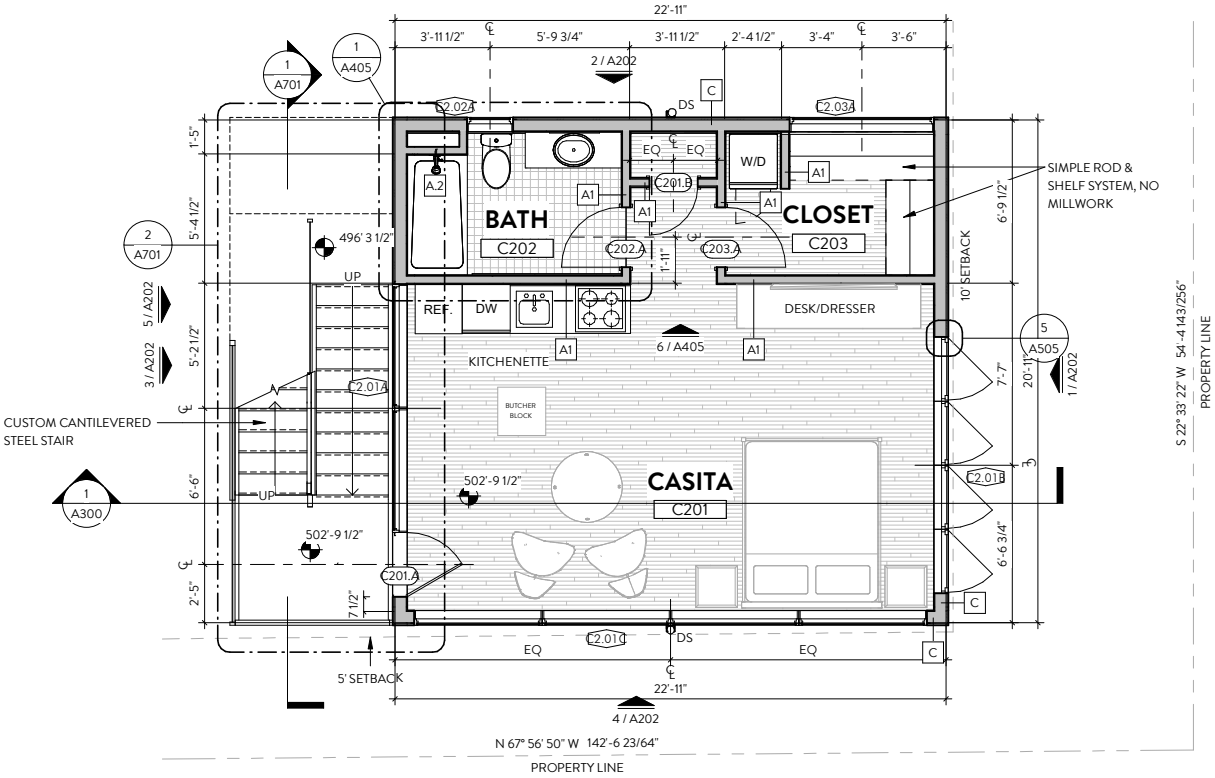 22'-11"
3'-11 1/2"
5'-9 3/4"
3'-11 1/2"
2'-4 1/2"
3'-4"
3'-6"
1
A405
1
A701
2 / A202
C
C2.02A
DS
C2.03A
1'-5"
EQ
EQ
W/D
A1
SIMPLE ROD &
SHELF SYSTEM, NO
MILLWORK
A.2
C201.B
A1
A1
A1
5'-4 1/2"
6'-9 1/2"
BATH
C202
CLOSET
C203
2
A701
496' 3 1/2"
C202.A
C203.A
1'-11"
10' SETBACK
UP
5 / A202
REF.
DW
DESK/DRESSER
5
A505
6 / A405
A1
A1
KITCHENETTE
3 / A202
5'-2 1/2"
C2.01A
7'-7"
20'-11"
1 / A202
S 22° 33' 22" W 54'-4 143/256"
PROPERTY LINE
BUTCHER
BLOCK
CUSTOM CANTILEVERED
STEEL STAIR
CASITA
C201
502'-9 1/2"
C2.01B
6'-6"
UP
1
A300
502'-9 1/2"
6'-6 3/4"
C201.A
2'-5"
7 1/2"
C
C2.01C
DS
C
EQ
EQ
5' SETBACK
22'-11"
4 / A202
N 67° 56' 50" W 142'-6 23/64"
PROPERTY LINE